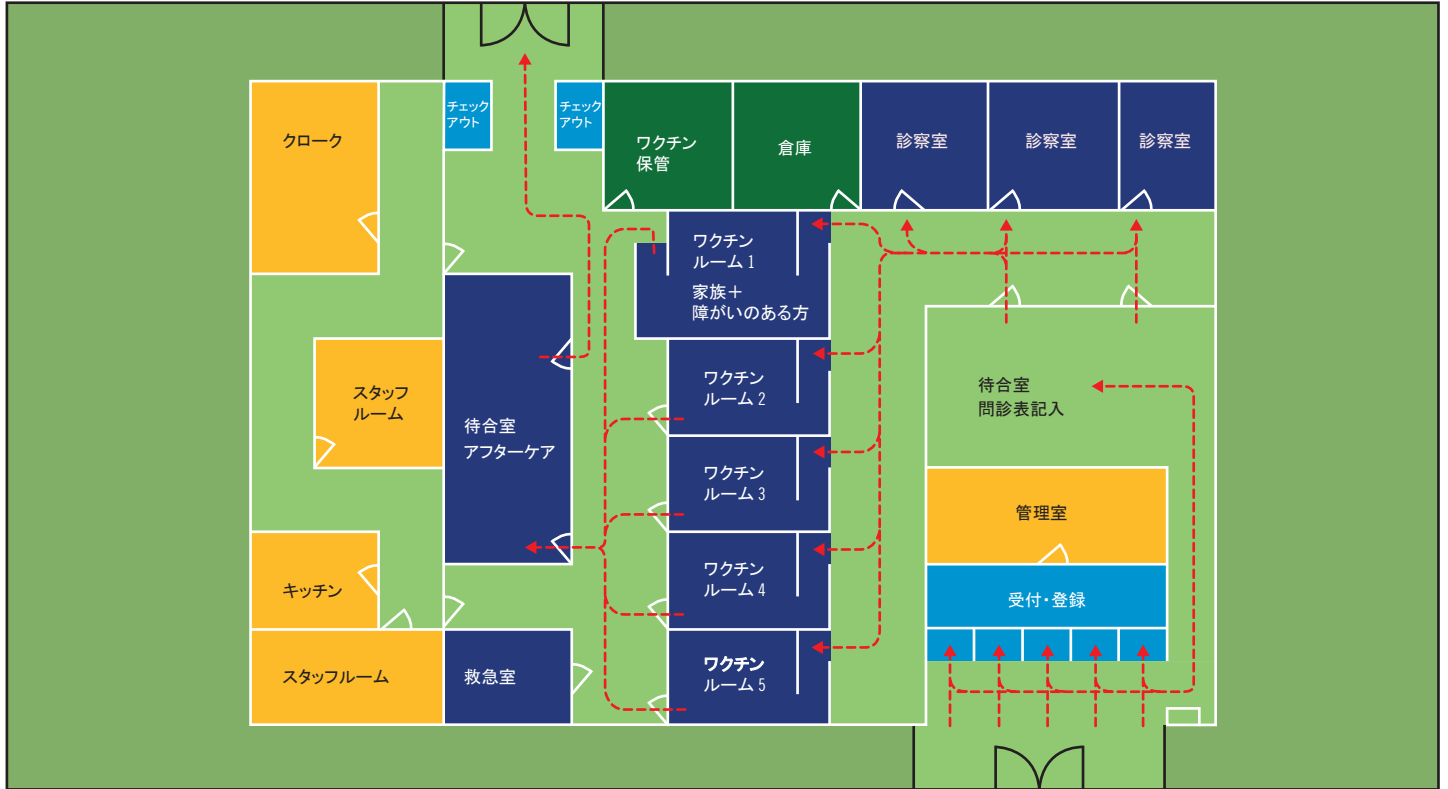 チェック
アウト
チェック
アウト
クローク
ワクチン
保管
倉庫
診察室
診察室
診察室
ワクチン
ルーム 1
家族＋
障がいのある方
スタッフ
ルーム
待合室
アフターケア
ワクチン
ルーム 2
待合室
問診表記入
ワクチン
ルーム 3
管理室
キッチン
ワクチン
ルーム 4
受付・登録
スタッフルーム
救急室
ワクチン
ルーム 5